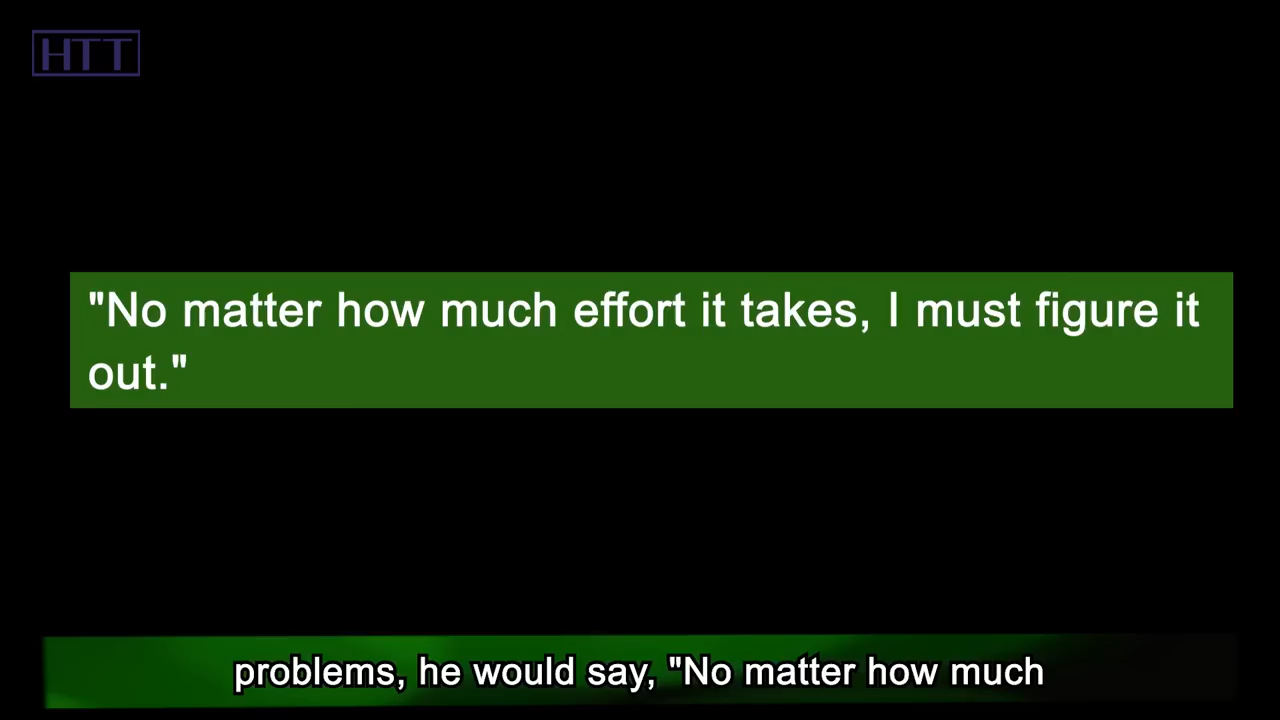 HTT
"No matter how much effort it takes, I must figure it
out."
problems, he would say, "No matter how much